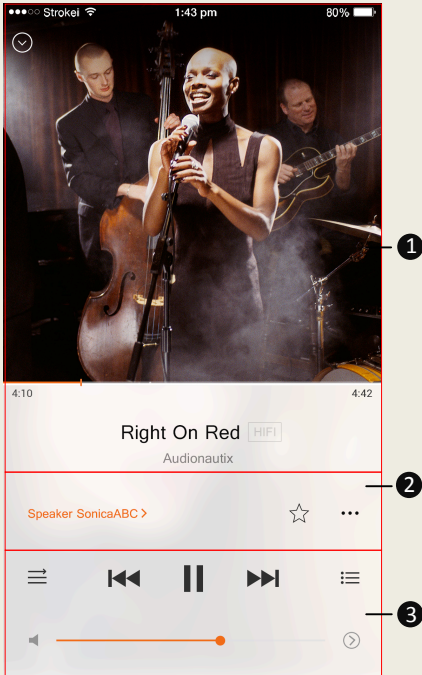 ●●●○○ Strokei 1:43 pm 80%
1
4:10 4:42
Right On Red HIFI
Audionautix
2
Speaker SonicaABC >
3